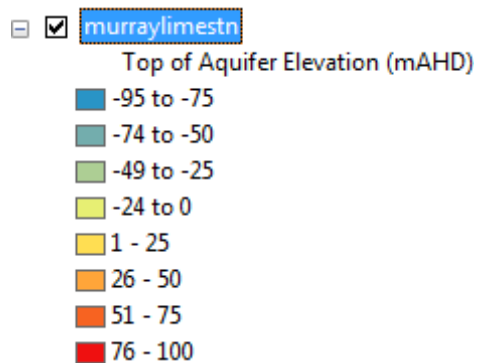 murraylimestn
Top of Aquifer Elevation (mAHD)
-95 to -75
-74 to -50
-49 to -25
-24 to 0
1 - 25
26 - 50
51 - 75
76 - 100